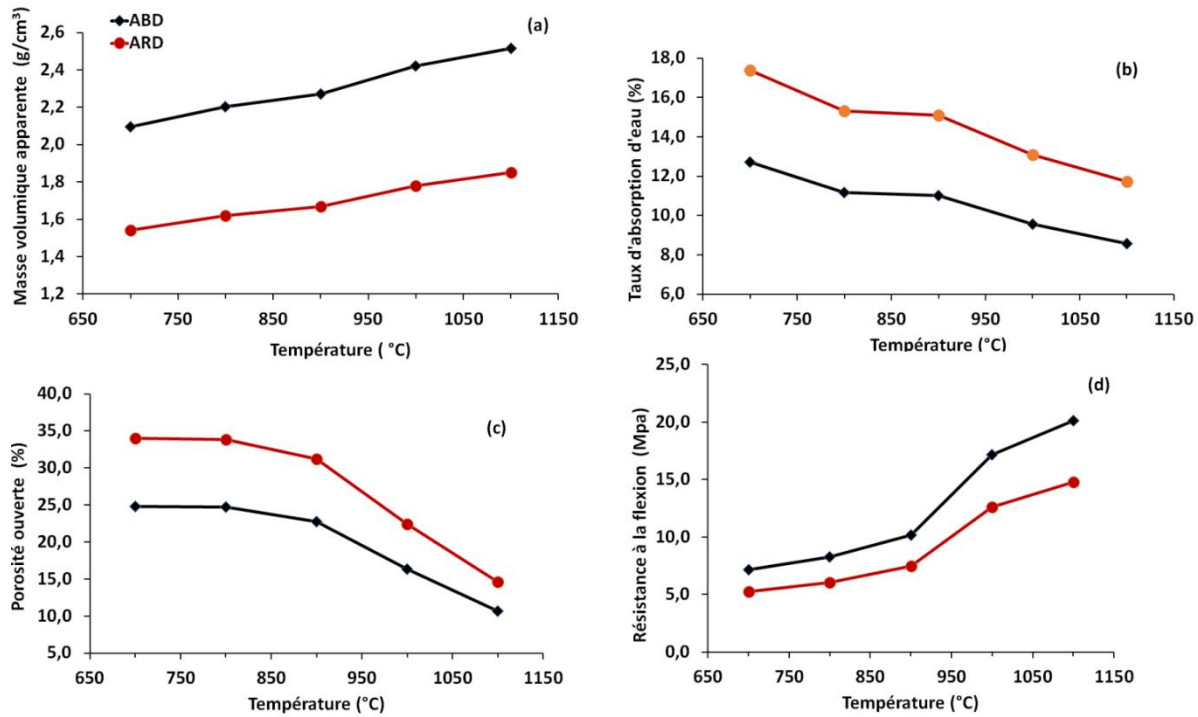 Masse volumique apparente (g/cm³)
2,6
2,4
2,2
2,0
1,8
1,6
1,4
1,2
ABD
ARD
(a)
650 750 850 950 1050 1150
Température ( °C)
Taux d'absorption d'eau (%)
18,0
16,0
14,0
12,0
10,0
8,0
6,0
(b)
650 750 850 950 1050 1150
Température (°C)
Porosité ouverte (%)
40,0
35,0
30,0
25,0
20,0
15,0
10,0
5,0
(c)
650 750 850 950 1050 1150
Température (°C)
Résistance à la flexion (Mpa)
25,0
20,0
15,0
10,0
5,0
0,0
(d)
650 750 850 950 1050 1150
Température (°C)